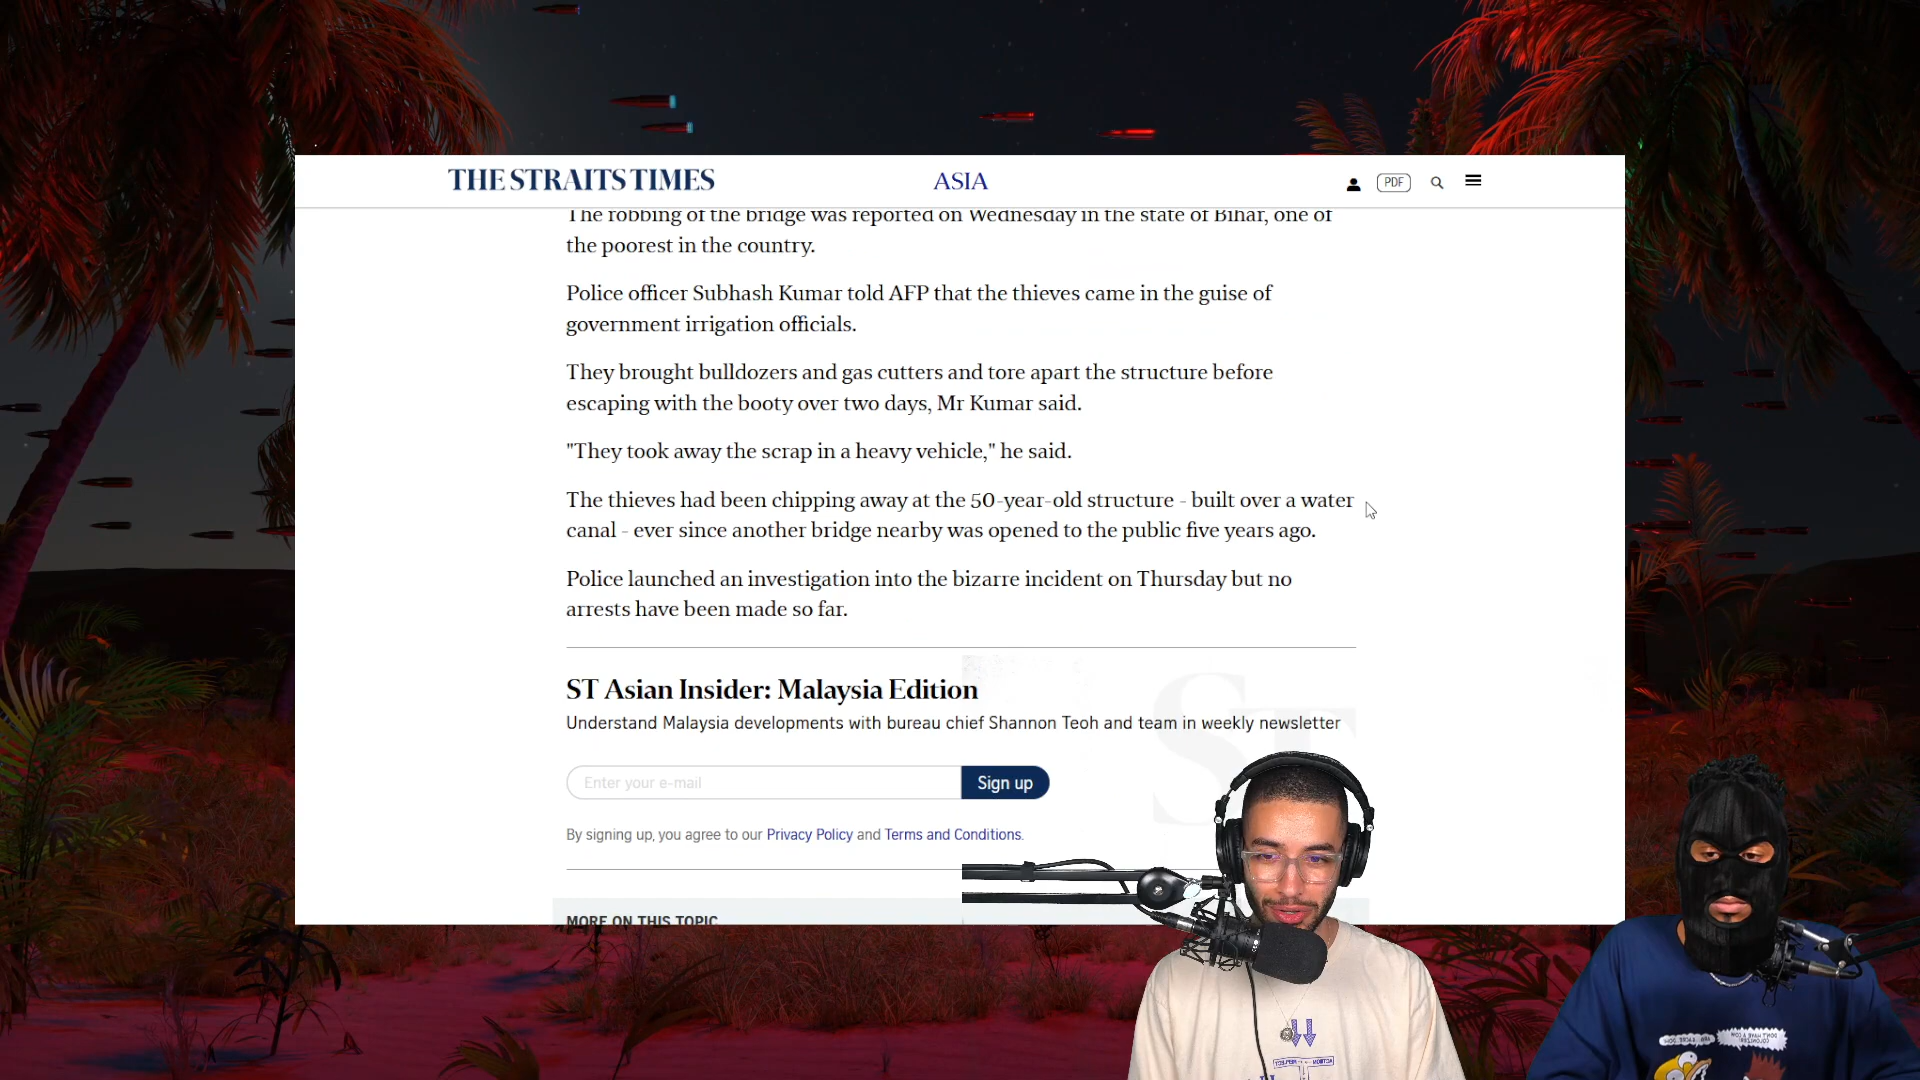 THE STRAITS TIMES
ASIA
PDF
The robbing of the bridge was reported on Wednesday in the state of Bihar, one of
the poorest in the country.
Police officer Subhash Kumar told AFP that the thieves came in the guise of
government irrigation officials.
They brought bulldozers and gas cutters and tore apart the structure before
escaping with the booty over two days, Mr Kumar said.
"They took away the scrap in a heavy vehicle," he said.
The thieves had been chipping away at the 50-year-old structure - built over a water
canal - ever since another bridge nearby was opened to the public five years ago.
Police launched an investigation into the bizarre incident on Thursday but no
arrests have been made so far.
ST Asian Insider: Malaysia Edition
Understand Malaysia developments with bureau chief Shannon Teoh and team in weekly newsletter
ST
Enter your e-mail
Sign up
By signing up, you agree to our Privacy Policy and Terms and Conditions.
MORE ON THIS TOPIC